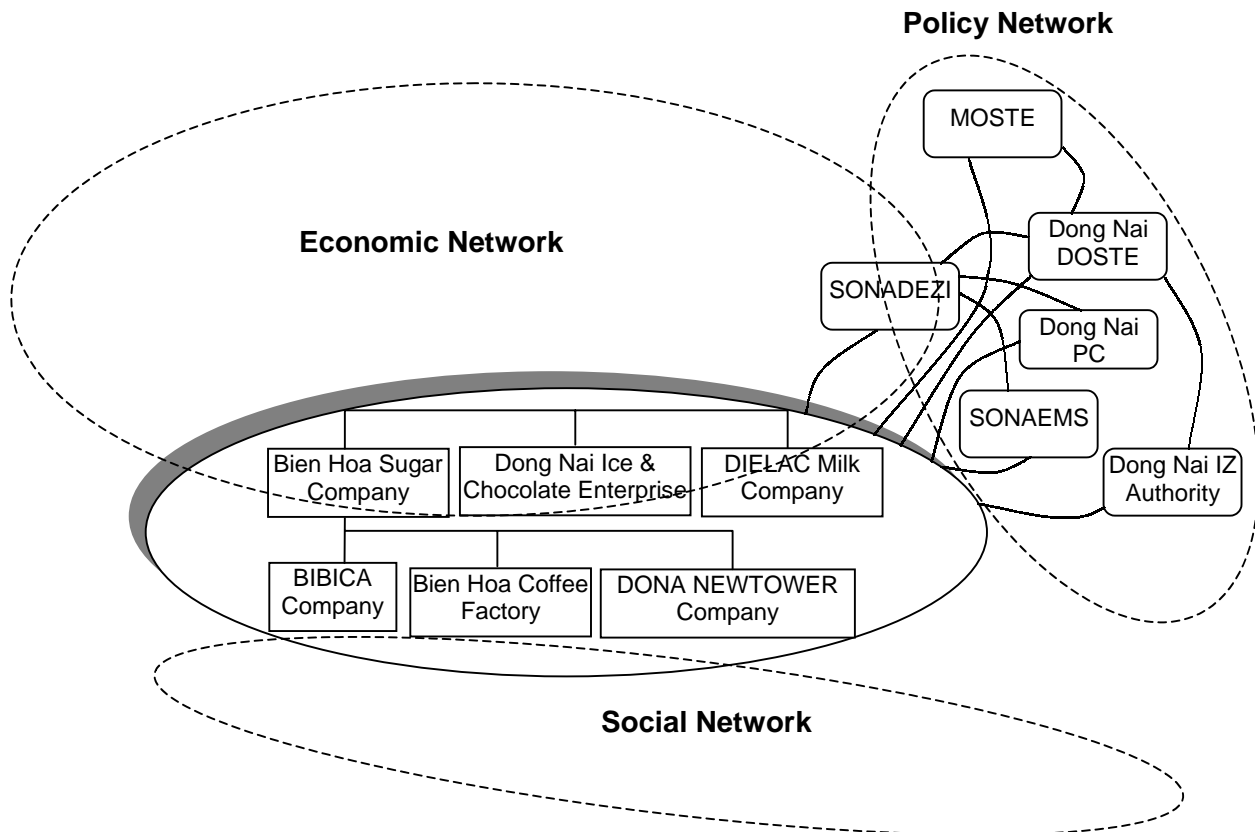 Policy Network
MOSTE
Economic Network
Dong Nai
DOSTE
SONADEZI
Dong Nai
PC
SONAEMS
Bien Hoa Sugar
Company
Dong Nai Ice &
Chocolate Enterprise
DIELAC Milk
Company
Dong Nai IZ
Authority
BIBICA
Company
Bien Hoa Coffee
Factory
DONA NEWTOWER
Company
Social Network